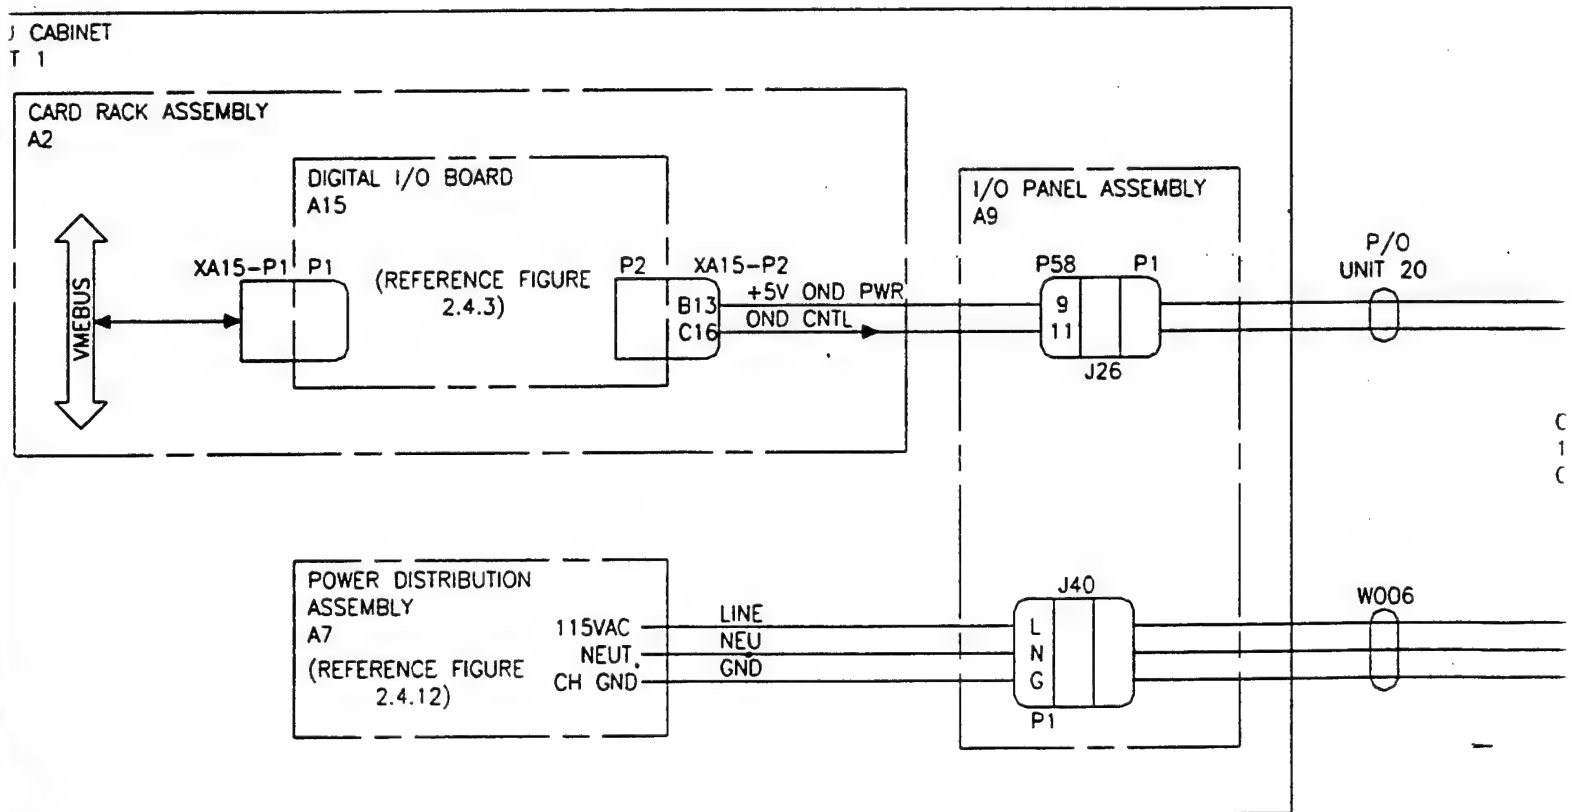 CABINET
T 1
CARD RACK ASSEMBLY
A2
DIGITAL I/O BOARD
A15
(REFERENCE FIGURE
2.4.3)
VMEBUS
XA15-P1 P1
P2 XA15-P2
B13 +5V OND PWR
C16 OND CNTL
I/O PANEL ASSEMBLY
A9
P58 P1
9
11
J26
P/O
UNIT 20
1
POWER DISTRIBUTION
ASSEMBLY
A7
(REFERENCE FIGURE
2.4.12)
115VAC LINE
NEUT. NEU
CH GND GND
J40
L
N
G
P1
W006